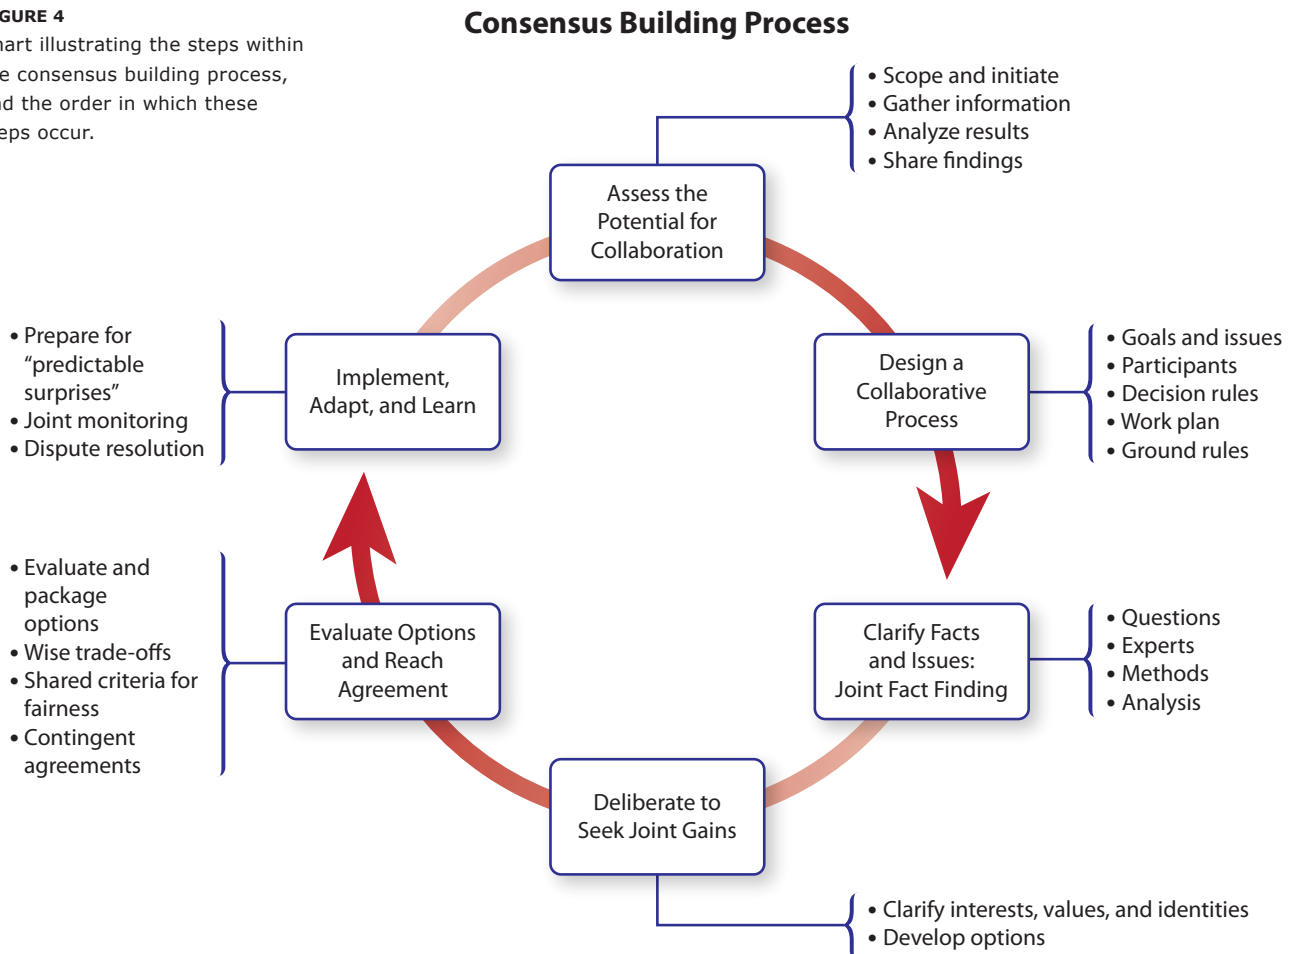 GURE 4
hart illustrating the steps within
e consensus building process,
nd the order in which these
eps occur.
Consensus Building Process
• Scope and initiate
• Gather information
• Analyze results
• Share findings
Assess the
Potential for
Collaboration
Design a
Collaborative
Process
• Goals and issues
• Participants
• Decision rules
• Work plan
• Ground rules
Clarify Facts
and Issues:
Joint Fact Finding
• Questions
• Experts
• Methods
• Analysis
Deliberate to
Seek Joint Gains
• Clarify interests, values, and identities
• Develop options
Evaluate Options
and Reach
Agreement
• Evaluate and
package
options
• Wise trade-offs
• Shared criteria for
fairness
• Contingent
agreements
Implement,
Adapt, and Learn
• Prepare for
“predictable
surprises”
• Joint monitoring
• Dispute resolution